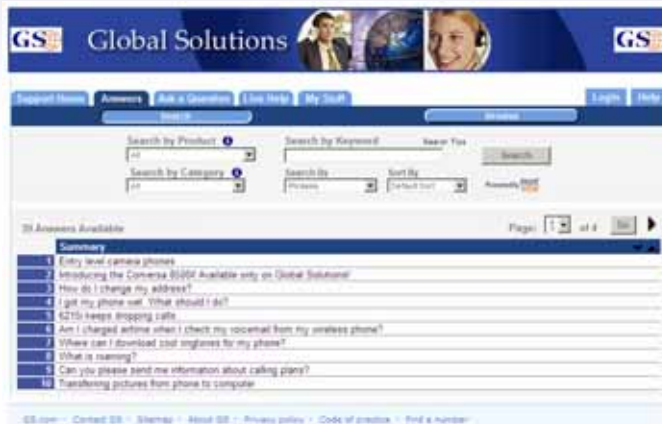 GS Global Solutions GS
Support Home Answers Ask a Question Live Help My Stuff Login Help
Search Browse
Search by Product Search by Keyword Search Tips
All Search
Search by Category Search By Sort By
All Phrases Default Sort Powered by
Answers Available Page: 1 of 4 Go
Summary
1 Entry level camera phones
2 Introducing the Conversa Available only on Global Solutions!
3 How do I change my address?
4 I got my phone wet. What should I do?
5 keeps dropping calls
6 Am I charged airtime when I check my voicemail from my wireless phone?
7 Where can I download cool ringtones for my phone?
8 What is roaming?
9 Can you please send me information about calling plans?
10 Transferring pictures from phone to computer
GS.com - Contact GS - Sitemap - About GS - Privacy policy - Code of practice - Find a number